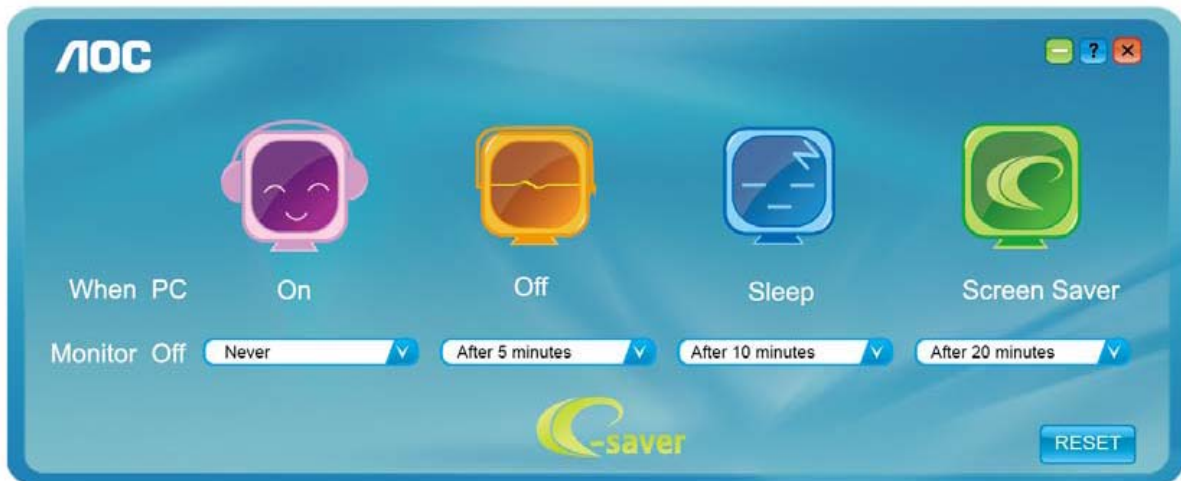 AOC
?
When PC On Off Sleep Screen Saver
Monitor Off Never After 5 minutes After 10 minutes After 20 minutes
e-saver
RESET